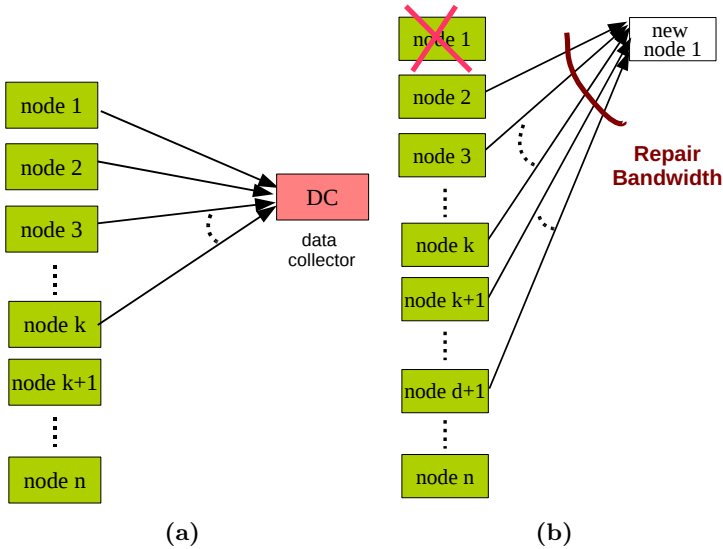 node 1
node 2
node 3
node k
node k+1
node n
DC
data
collector
(a)
node 1
node 2
node 3
node k
node k+1
node d+1
node n
new
node 1
Repair
Bandwidth
(b)